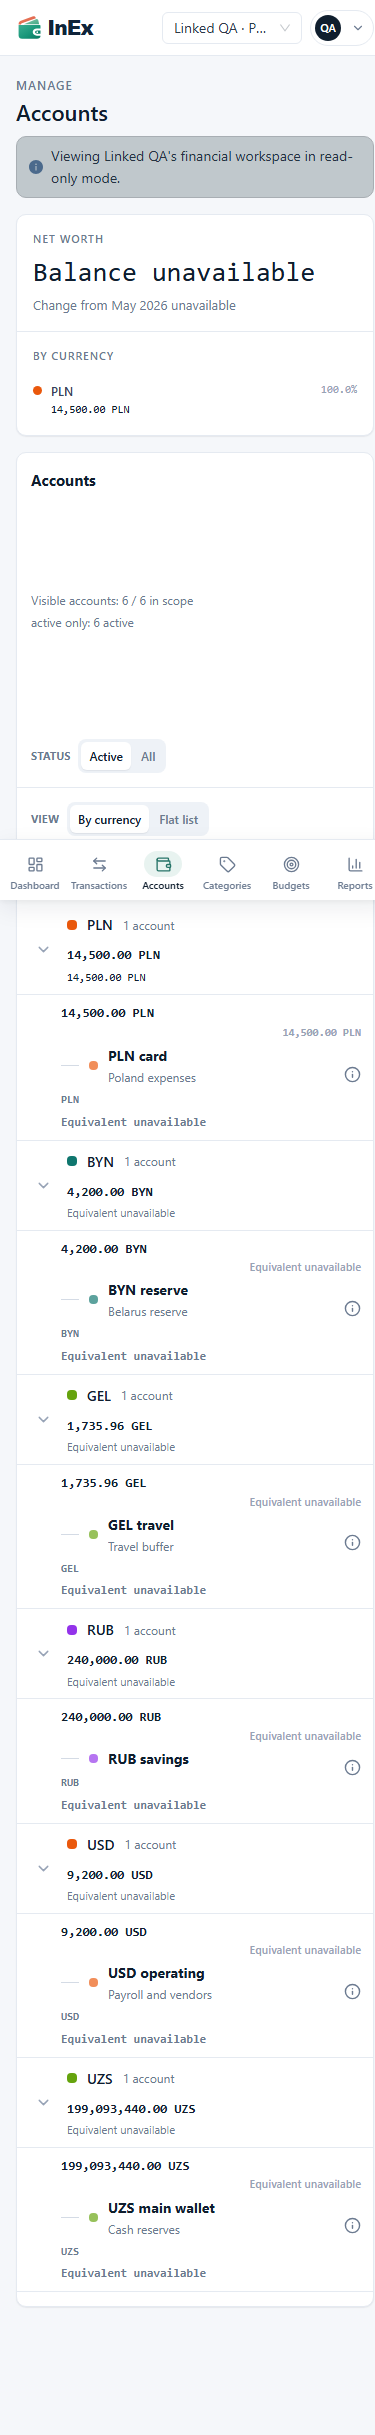 InEx
Linked QA · P...
QA
MANAGE
Accounts
Viewing Linked QA's financial workspace in read-
only mode.
NET WORTH
Balance unavailable
Change from May 2026 unavailable
BY CURRENCY
PLN
100.0%
14,500.00 PLN
Accounts
Visible accounts: 6 / 6 in scope
active only: 6 active
STATUS Active All
VIEW By currency Flat list
Dashboard Transactions Accounts Categories Budgets Reports
PLN 1 account
14,500.00 PLN
14,500.00 PLN
14,500.00 PLN
14,500.00 PLN
PLN card
Poland expenses
PLN
Equivalent unavailable
BYN 1 account
4,200.00 BYN
Equivalent unavailable
4,200.00 BYN
Equivalent unavailable
BYN reserve
Belarus reserve
BYN
Equivalent unavailable
GEL 1 account
1,735.96 GEL
Equivalent unavailable
1,735.96 GEL
Equivalent unavailable
GEL travel
Travel buffer
GEL
Equivalent unavailable
RUB 1 account
240,000.00 RUB
Equivalent unavailable
240,000.00 RUB
Equivalent unavailable
RUB savings
RUB
Equivalent unavailable
USD 1 account
9,200.00 USD
Equivalent unavailable
9,200.00 USD
Equivalent unavailable
USD operating
Payroll and vendors
USD
Equivalent unavailable
UZS 1 account
199,093,440.00 UZS
Equivalent unavailable
199,093,440.00 UZS
Equivalent unavailable
UZS main wallet
Cash reserves
UZS
Equivalent unavailable